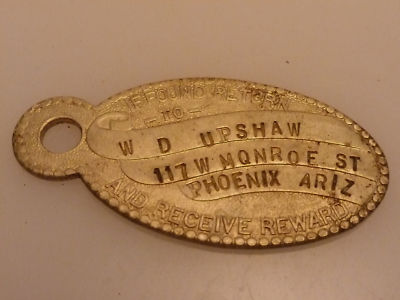 IF FOUND RETURN
-TO-
W D UPSHAW
117 W MONROE ST
PHOENIX ARIZ
AND RECEIVE REWARD